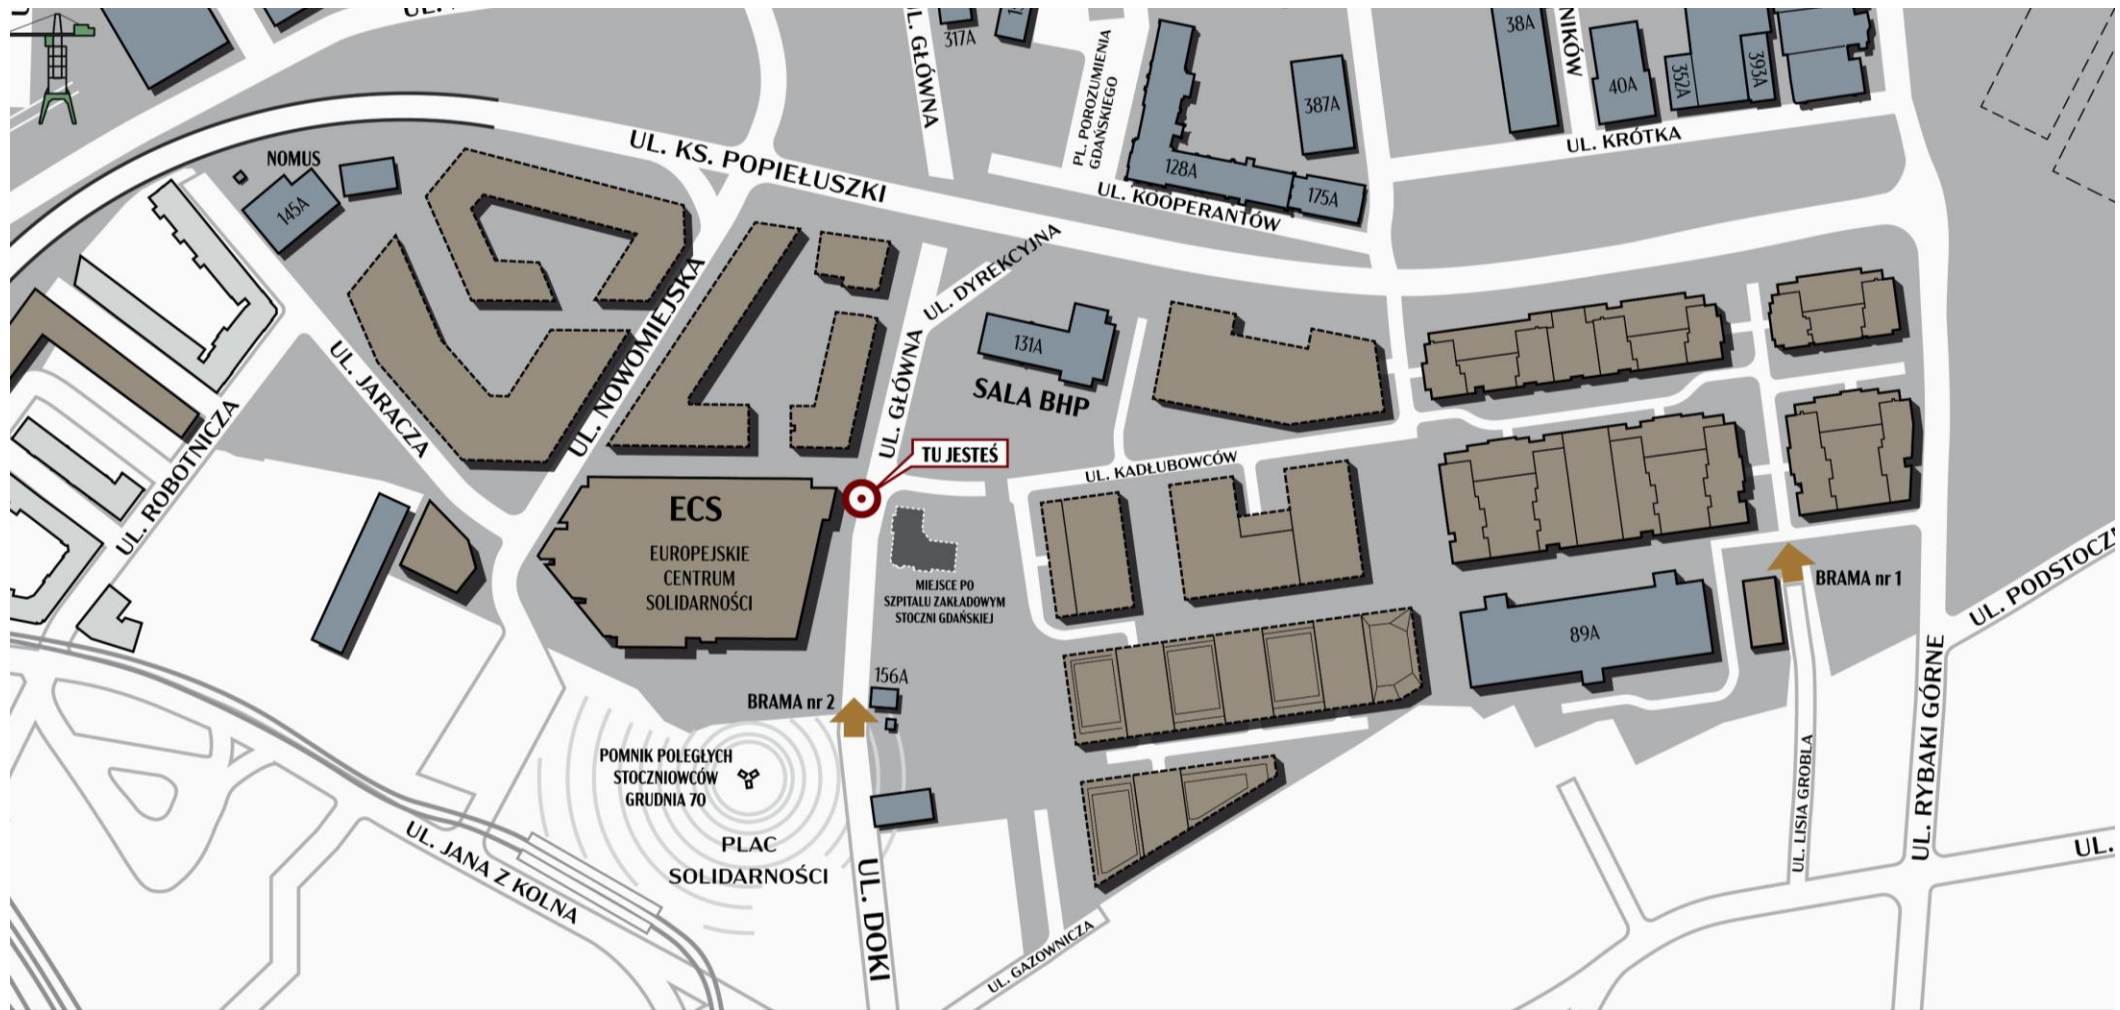 UL. GŁÓWNA
317A
PL. POROZUMIENIA
GDAŃSKIEGO
387A
38A
NIKÓW
40A
352A
393A
UL. KRÓTKA
128A
175A
UL. KOOPERANTÓW
NOMUS
145A
UL. KS. POPIEŁUSZKI
UL. NOWOMIEJSKA
UL. DYREKCYJNA
UL. GŁÓWNA
131A
SALA BHP
UL. JARACZA
UL. ROBOTNICZA
TU JESTEŚ
UL. KADŁUBOWCÓW
ECS
EUROPEJSKIE
CENTRUM
SOLIDARNOŚCI
MIEJSCE PO
SZPITALU ZAKŁADOWYM
STOCZNI GDAŃSKIEJ
BRAMA nr 1
89A
UL. PODSTOCZ
UL. RYBAKI GÓRNE
UL. LISIA GROBLA
156A
BRAMA nr 2
POMNIK POLEGŁYCH
STOCZNIOWCÓW
GRUDNIA 70
PLAC
SOLIDARNOŚCI
UL. JANA Z KOLNA
UL. DOKI
UL. GAZOWNICZA
UL.